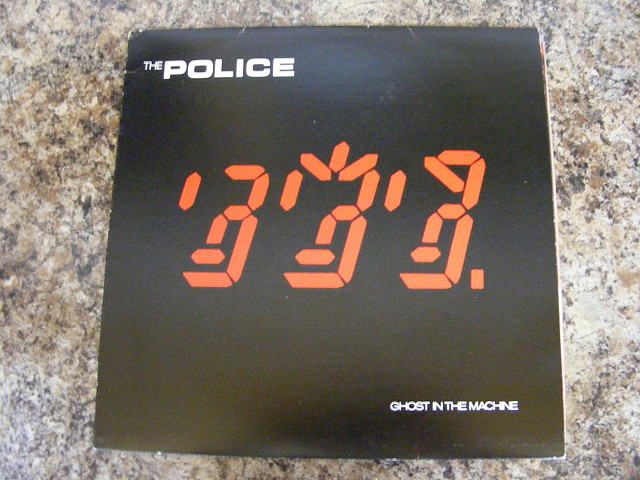 THE POLICE
GHOST IN THE MACHINE